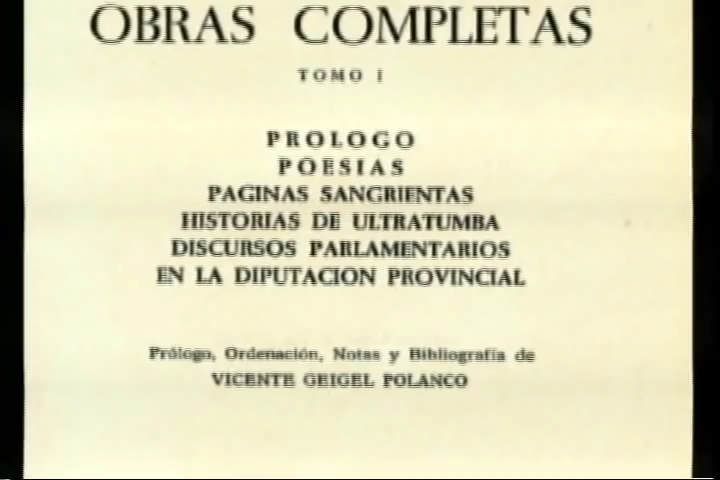 OBRAS COMPLETAS
TOMO I
PROLOGO
POESIAS
PAGINAS SANGRIENTAS
HISTORIAS DE ULTRATUMBA
DISCURSOS PARLAMENTARIOS
EN LA DIPUTACION PROVINCIAL
Prólogo, Ordenación, Notas y Bibliografía de
VICENTE GEIGEL POLANCO